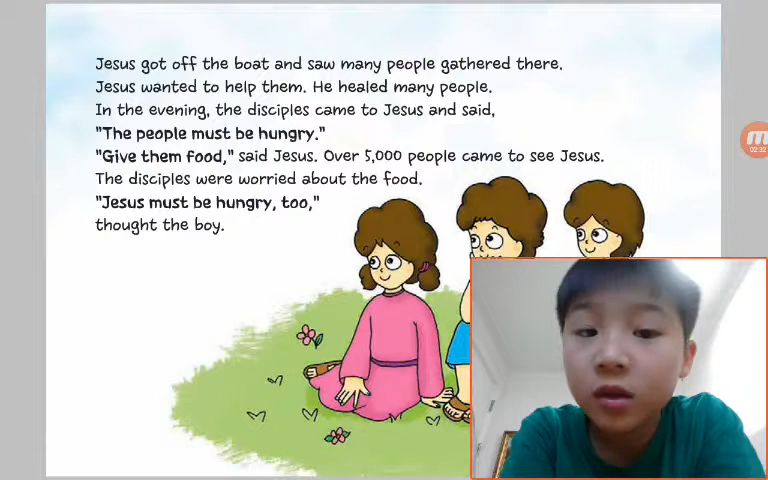 Jesus got off the boat and saw many people gathered there.
Jesus wanted to help them. He healed many people.
In the evening, the disciples came to Jesus and said,
"The people must be hungry."
"Give them food," said Jesus. Over 5,000 people came to see Jesus.
The disciples were worried about the food.
"Jesus must be hungry, too,"
thought the boy.
02:32